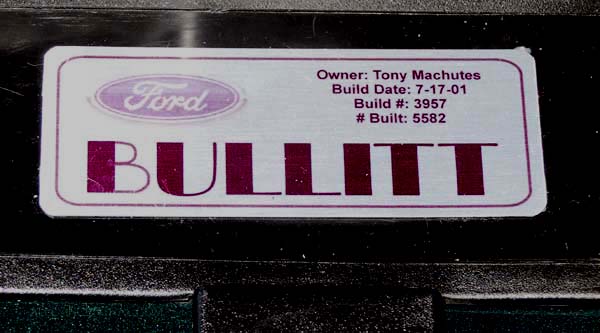 Ford
Owner: Tony Machutes
Build Date: 7-17-01
Build #: 3957
# Built: 5582
BULLITT